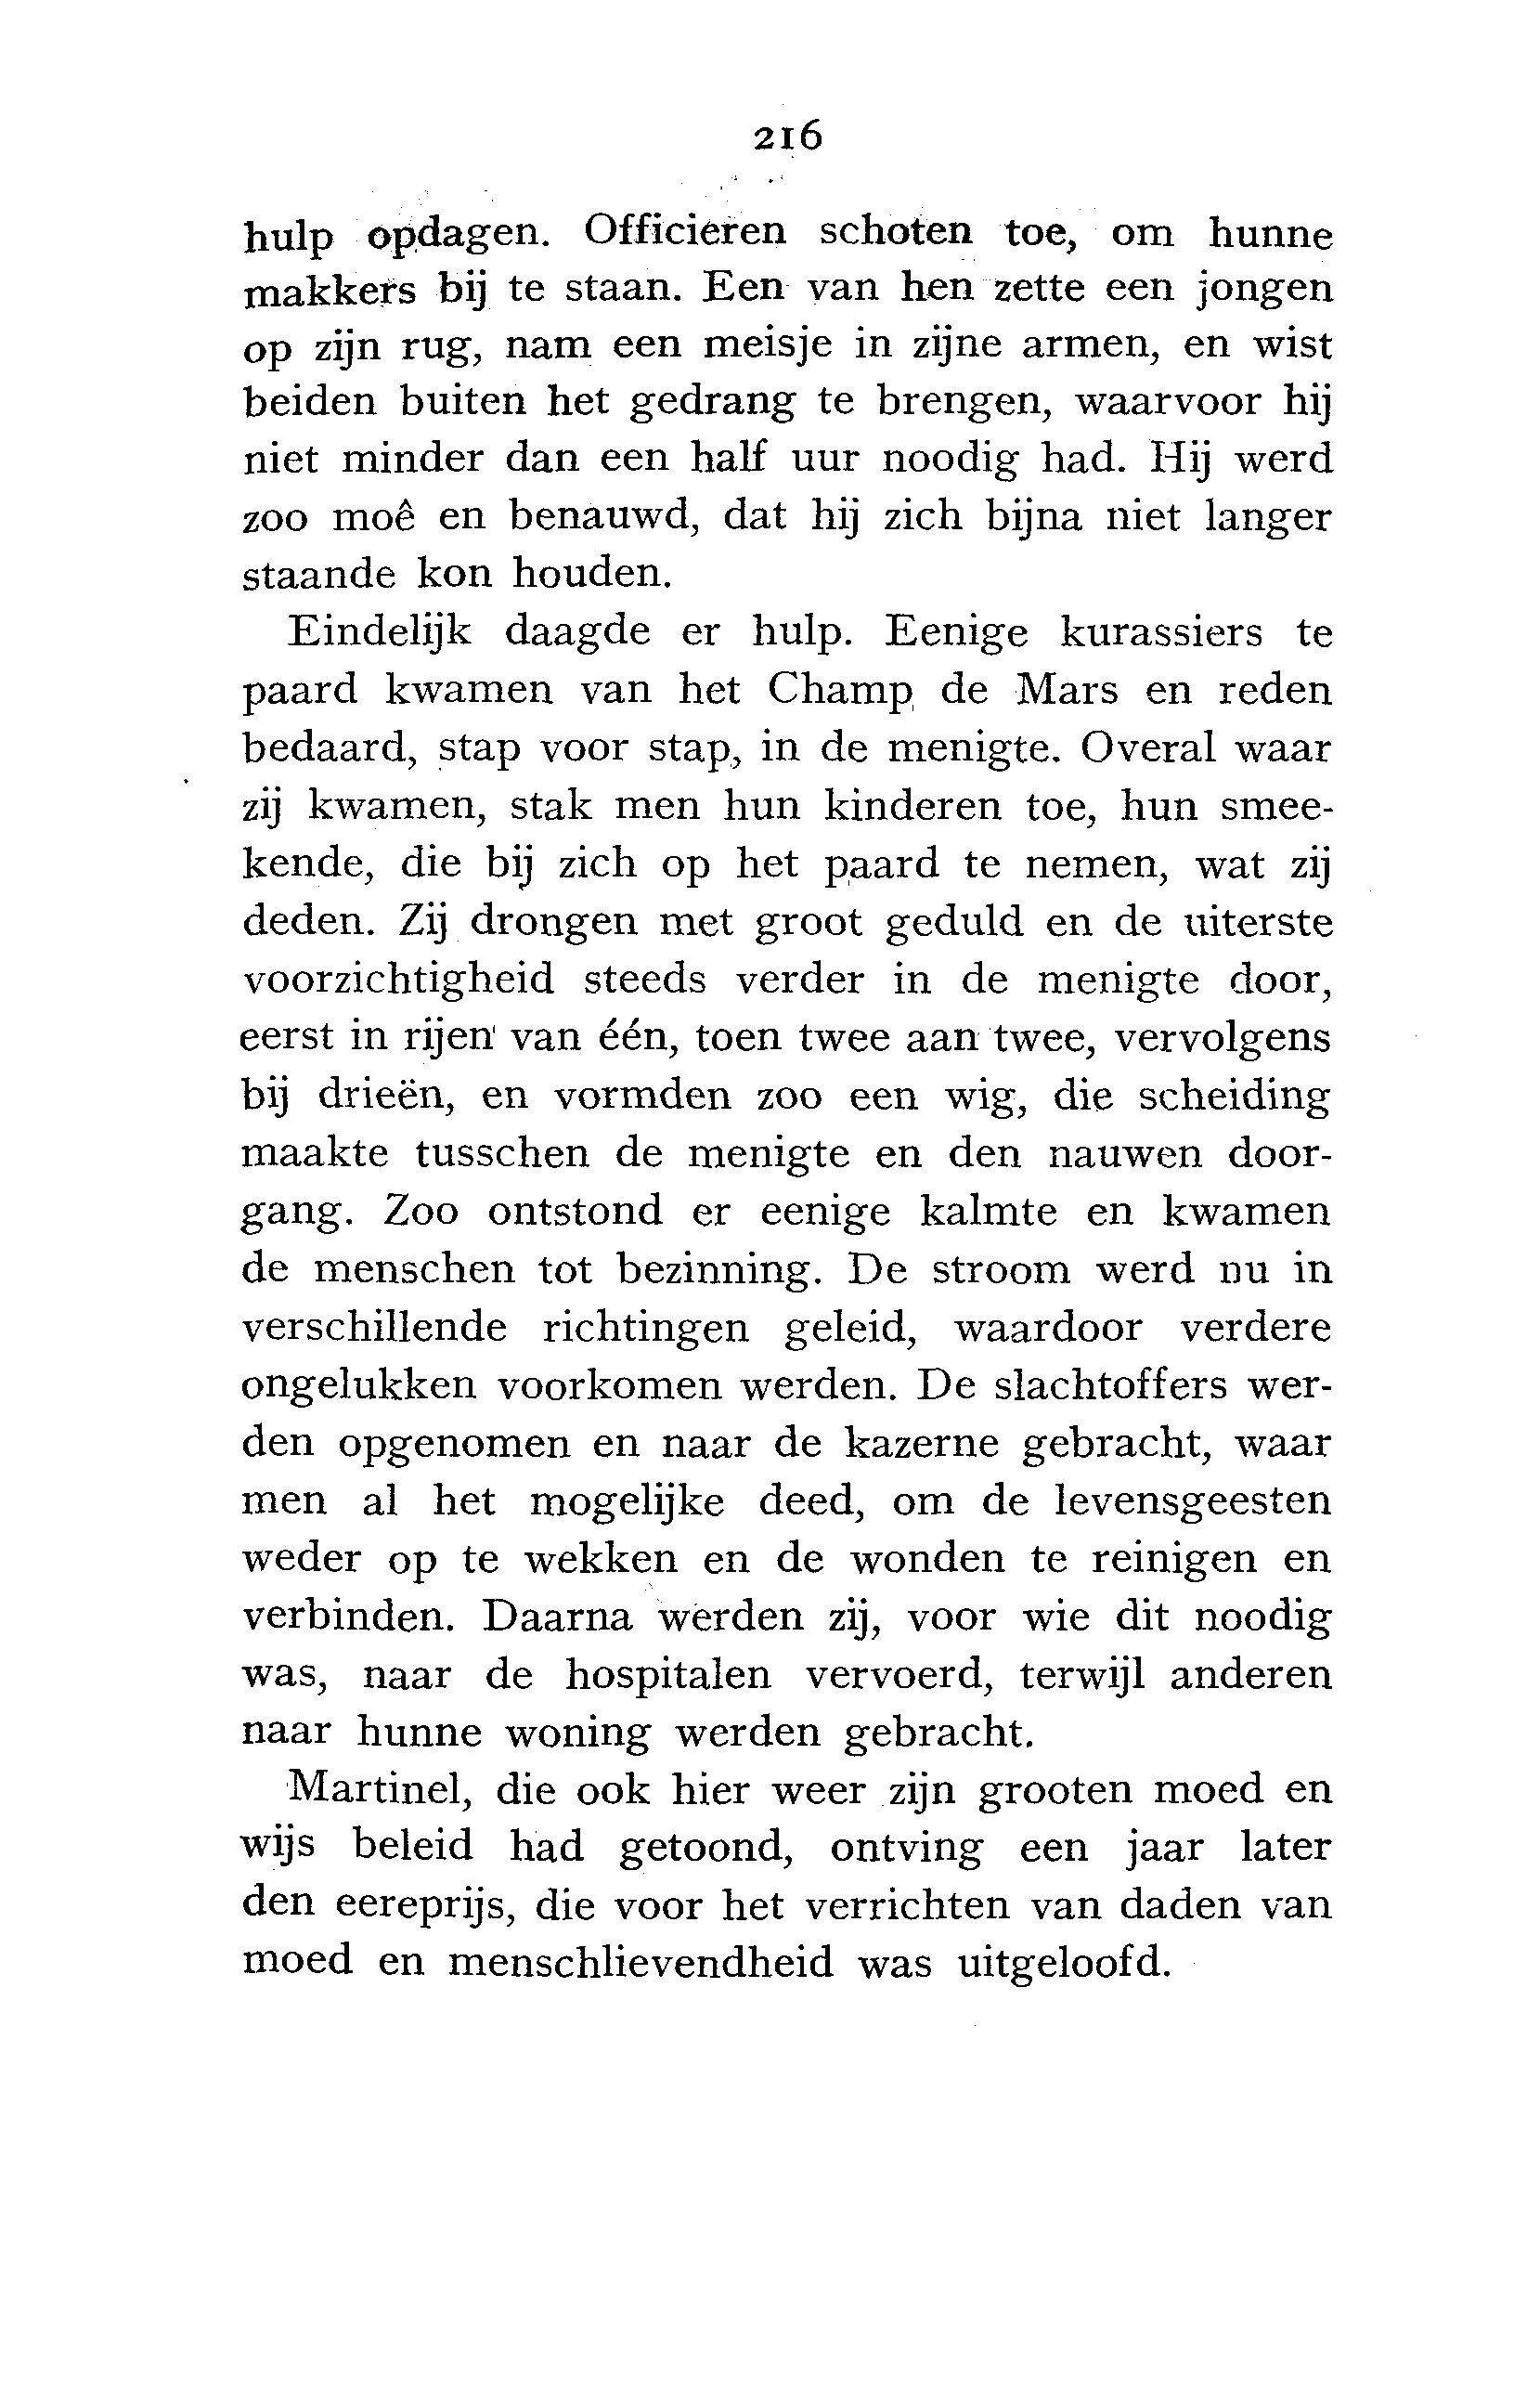 216
hulp opdagen. Officieren schoten toe, om hunne
makkers bij te staan. Een van hen zette een jongen
op zijn rug, nam een meisje in zijne armen, en wist
beiden buiten het gedrang te brengen, waarvoor hij
niet minder dan een half uur noodig had. Hij werd
zoo moê en benauwd, dat hij zich bijna niet langer
staande kon houden.
Eindelijk daagde er hulp. Eenige kurassiers te
paard kwamen van het Champ de Mars en reden
bedaard, stap voor stap, in de menigte. Overal waar
zij kwamen, stak men hun kinderen toe, hun smee-
kende, die bij zich op het paard te nemen, wat zij
deden. Zij drongen met groot geduld en de uiterste
voorzichtigheid steeds verder in de menigte door,
eerst in rijen van één, toen twee aan twee, vervolgens
bij drieën, en vormden zoo een wig, die scheiding
maakte tusschen de menigte en den nauwen door-
gang. Zoo ontstond er eenige kalmte en kwamen
de menschen tot bezinning. De stroom werd nu in
verschillende richtingen geleid, waardoor verdere
ongelukken voorkomen werden. De slachtoffers wer-
den opgenomen en naar de kazerne gebracht, waar
men al het mogelijke deed, om de levensgeesten
weder op te wekken en de wonden te reinigen en
verbinden. Daarna werden zij, voor wie dit noodig
was, naar de hospitalen vervoerd, terwijl anderen
naar hunne woning werden gebracht.
Martinel, die ook hier weer zijn grooten moed en
wijs beleid had getoond, ontving een jaar later
den eereprijs, die voor het verrichten van daden van
moed en menschlievendheid was uitgeloofd.